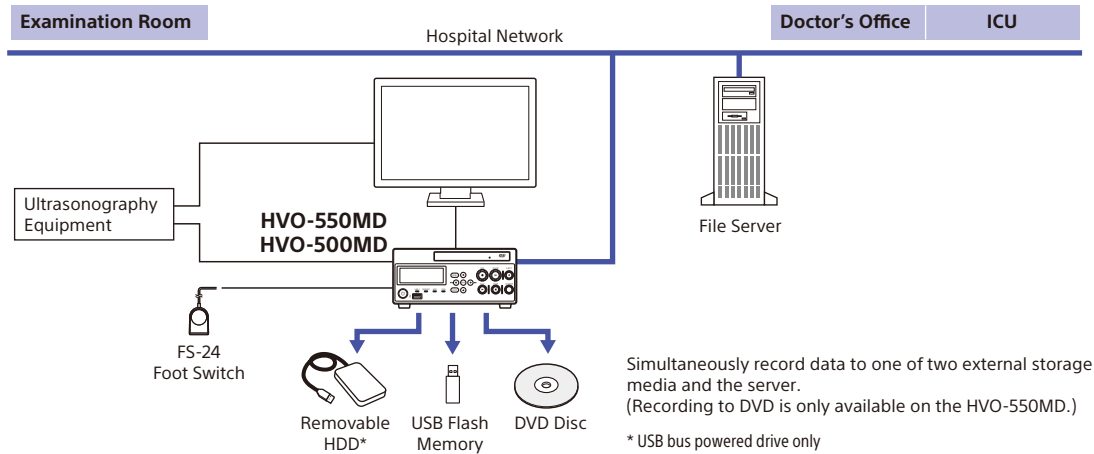 Examination Room
Hospital Network
Doctor's Office
ICU
Ultrasonography
Equipment
HVO-550MD
HVO-500MD
File Server
FS-24
Foot Switch
Removable
HDD*
USB Flash
Memory
DVD Disc
Simultaneously record data to one of two external storage
media and the server.
(Recording to DVD is only available on the HVO-550MD.)
* USB bus powered drive only